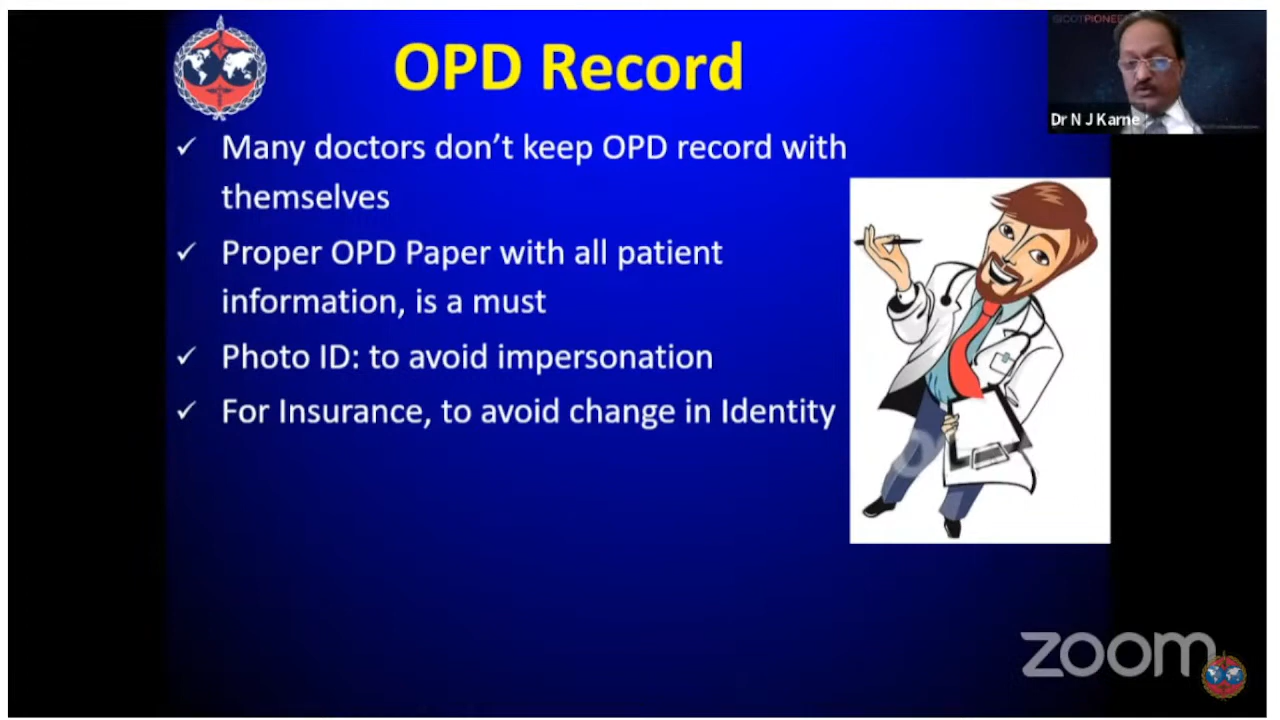 OPD Record
SICOTPIONEE
Dr N J Karne
✓ Many doctors don't keep OPD record with
themselves
✓ Proper OPD Paper with all patient
information, is a must
✓ Photo ID: to avoid impersonation
✓ For Insurance, to avoid change in Identity
zoom